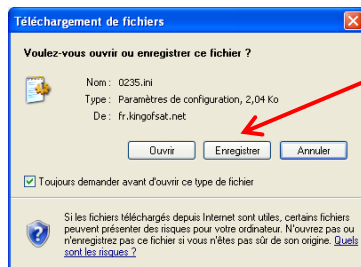 Téléchargement de fichiers
Voulez-vous ouvrir ou enregistrer ce fichier ?
Nom : 0235.ini
Type : Paramètres de configuration, 2,04 Ko
De : fr.kingofsat.net
Ouvrir Enregistrer Annuler
Toujours demander avant d'ouvrir ce type de fichier
Si les fichiers téléchargés depuis Internet sont utiles, certains fichiers
peuvent présenter des risques pour votre ordinateur. N'ouvrez pas ou
n'enregistrez pas ce fichier si vous n'êtes pas sûr de son origine. Quels
sont les risques ?